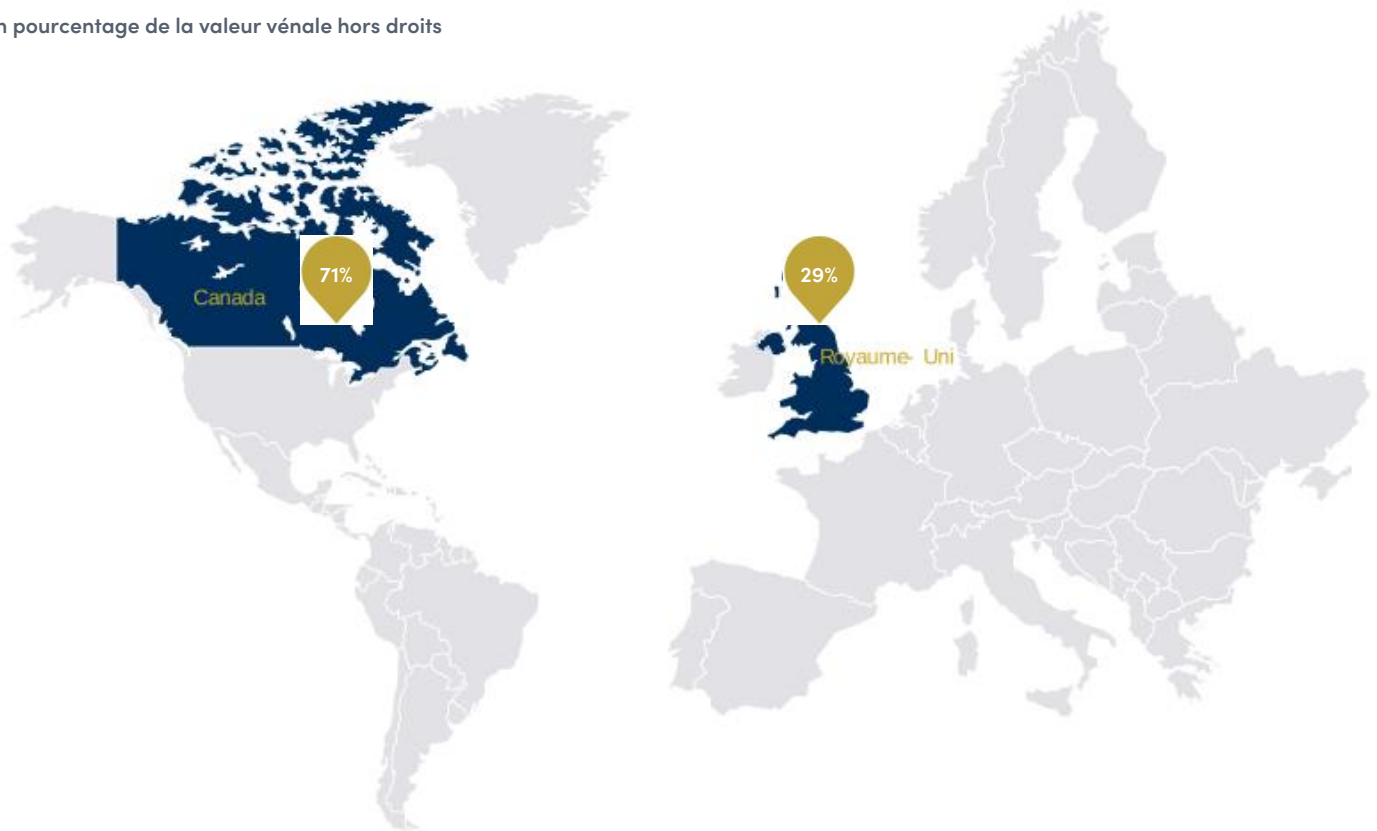 n pourcentage de la valeur vénale hors droits
71%
29%
Canada
Royaume- Uni